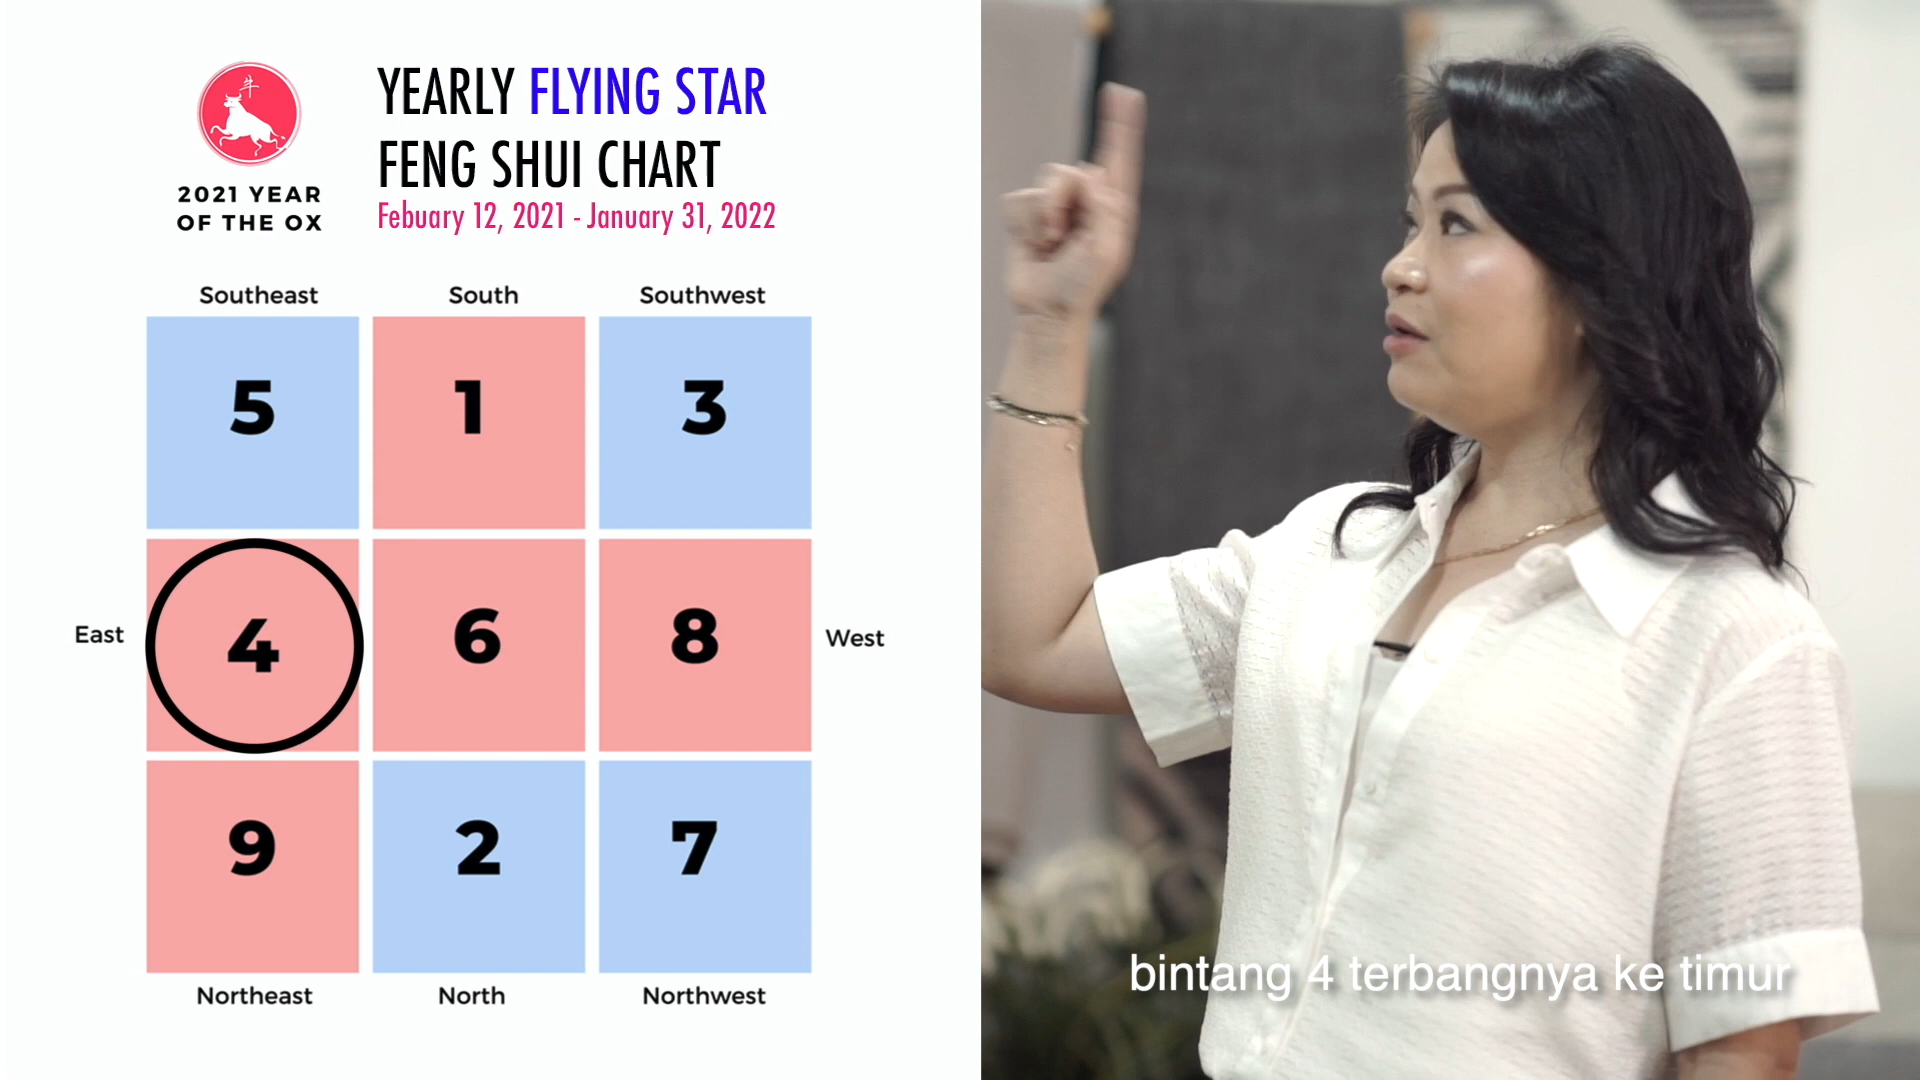 牛
2021 YEAR
OF THE OX
YEARLY FLYING STAR
FENG SHUI CHART
Febuary 12, 2021 - January 31, 2022
Southeast South Southwest
5 1 3
East 4 6 8 West
9 2 7
Northeast North Northwest
bintang 4 terbangnya ke timur